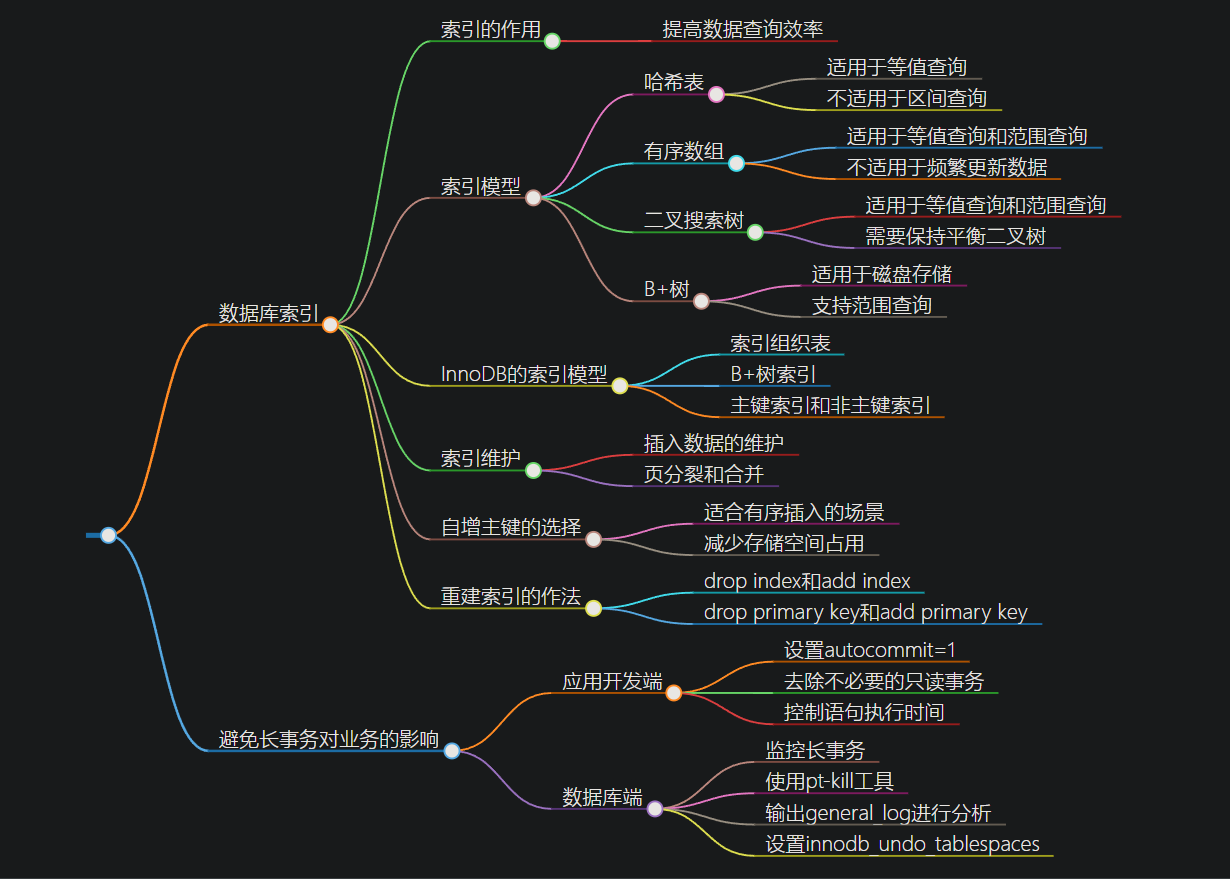 索引的作用
提高数据查询效率
哈希表
适用于等值查询
不适用于区间查询
有序数组
适用于等值查询和范围查询
不适用于频繁更新数据
索引模型
二叉搜索树
适用于等值查询和范围查询
需要保持平衡二叉树
B+树
适用于磁盘存储
支持范围查询
数据库索引
InnoDB的索引模型
索引组织表
B+树索引
主键索引和非主键索引
索引维护
插入数据的维护
页分裂和合并
自增主键的选择
适合有序插入的场景
减少存储空间占用
重建索引的作法
drop index和add index
drop primary key和add primary key
避免长事务对业务的影响
应用开发端
设置autocommit=1
去除不必要的只读事务
控制语句执行时间
数据库端
监控长事务
使用pt-kill工具
输出general_log进行分析
设置innodb_undo_tablespaces